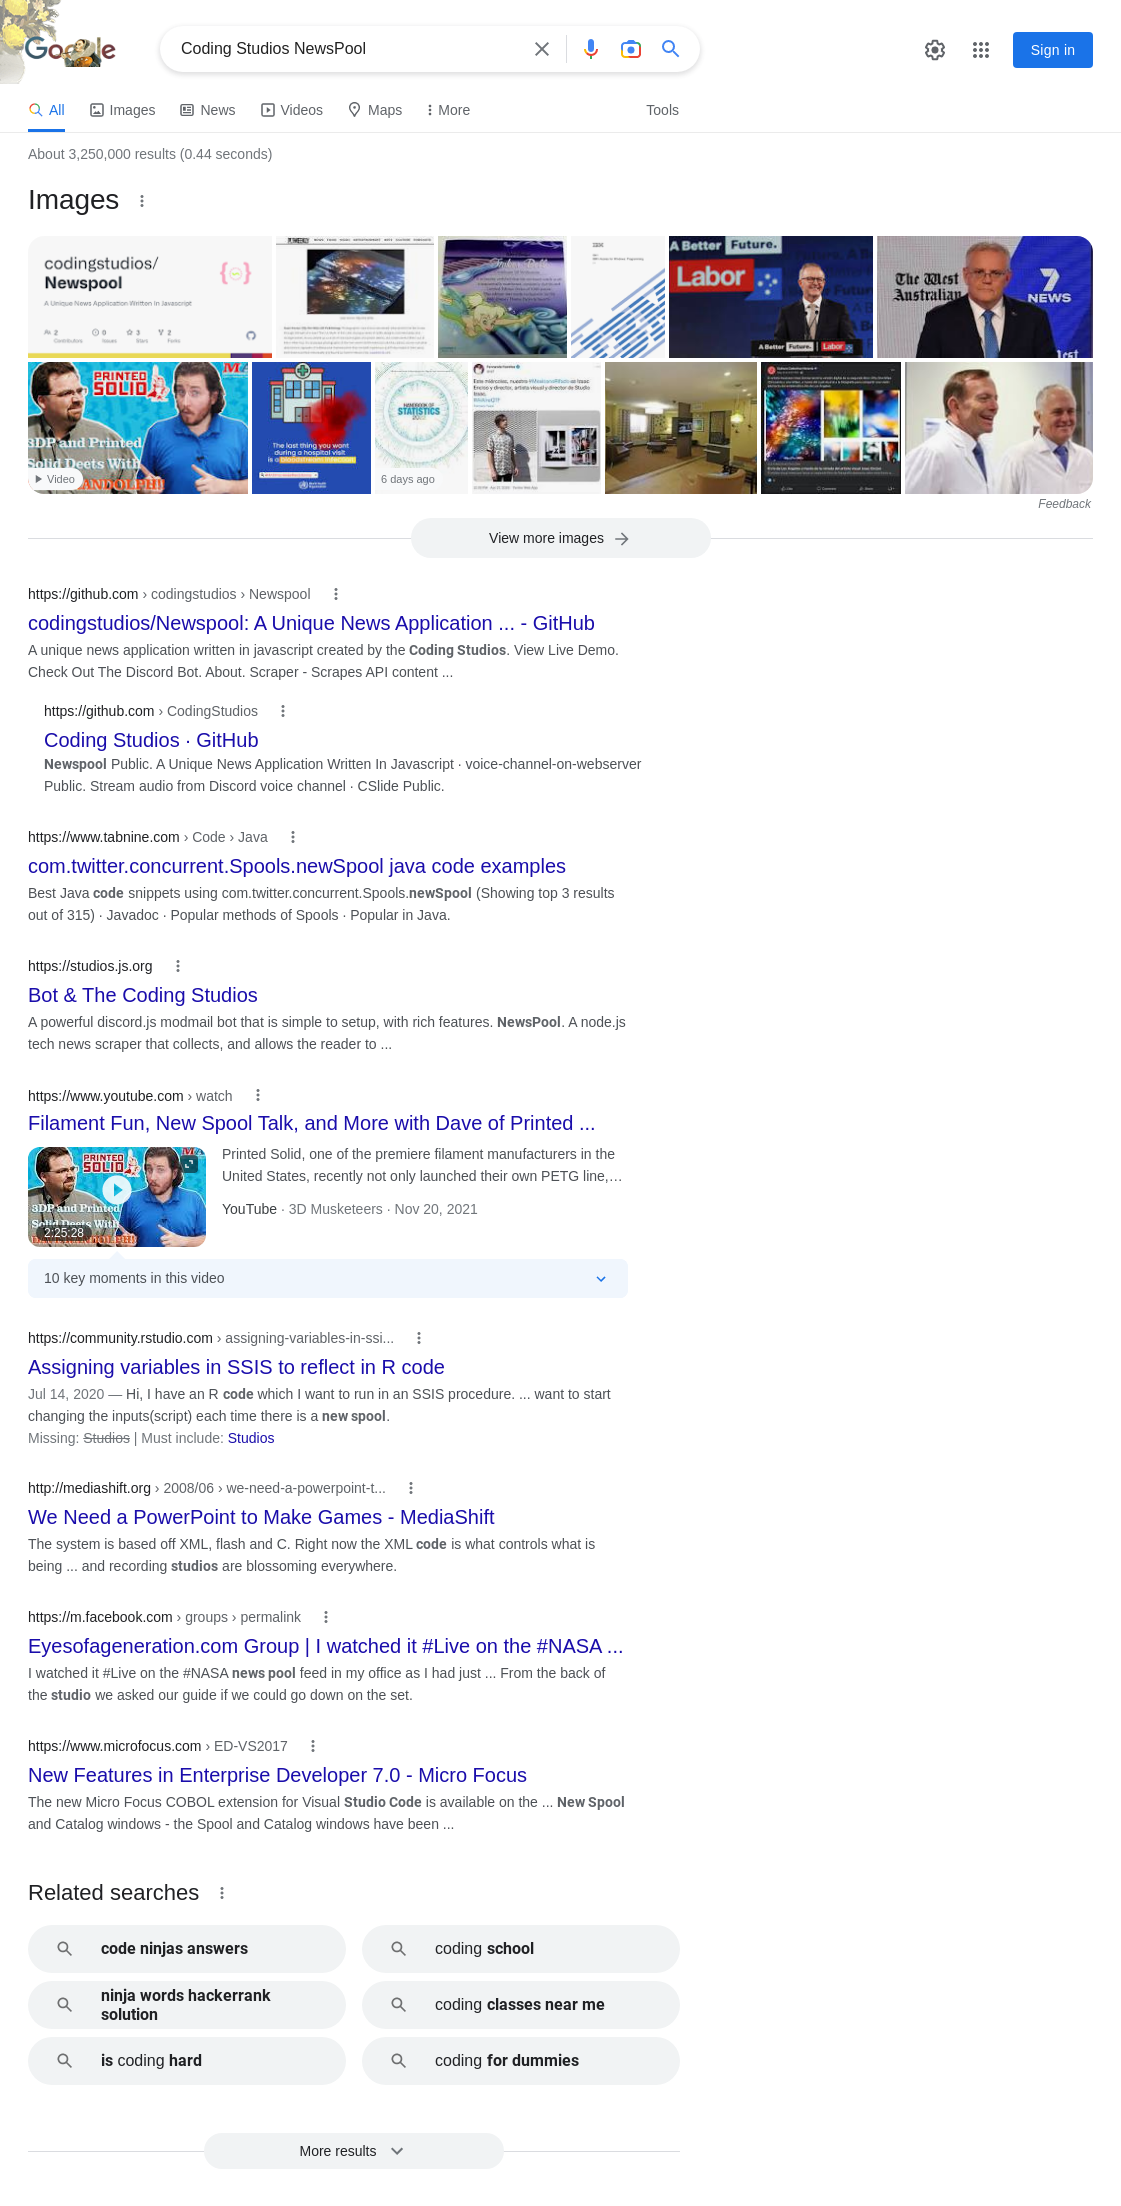 Google
Coding Studios NewsPool
Sign in
All
Images
News
Videos
Maps
More
Tools
About 3,250,000 results (0.44 seconds)
Images
codingstudios/
Newspool
A Unique News Application Written In Javascript
2
Contributors
0
Issues
3
Stars
2
Forks
IBM
A Better Future.
Labor
A Better Future. Labor
The West
Australian
7
NEWS
PRINTED
SOLID
3DP and Printed
Solid Deets With
Video
The last thing you want
during a hospital visit
is a bloodstream infection
HANDBOOK OF
STATISTICS
6 days ago
Feedback
View more images
https://github.com › codingstudios › Newspool
codingstudios/Newspool: A Unique News Application ... - GitHub
A unique news application written in javascript created by the Coding Studios. View Live Demo.
Check Out The Discord Bot. About. Scraper - Scrapes API content ...
https://github.com › CodingStudios
Coding Studios · GitHub
Newspool Public. A Unique News Application Written In Javascript · voice-channel-on-webserver
Public. Stream audio from Discord voice channel · CSlide Public.
https://www.tabnine.com › Code › Java
com.twitter.concurrent.Spools.newSpool java code examples
Best Java code snippets using com.twitter.concurrent.Spools.newSpool (Showing top 3 results
out of 315) · Javadoc · Popular methods of Spools · Popular in Java.
https://studios.js.org
Bot & The Coding Studios
A powerful discord.js modmail bot that is simple to setup, with rich features. NewsPool. A node.js
tech news scraper that collects, and allows the reader to ...
https://www.youtube.com › watch
Filament Fun, New Spool Talk, and More with Dave of Printed ...
PRINTED
SOLID
3DP and Printed
Solid Deets With
2:25:28
Printed Solid, one of the premiere filament manufacturers in the
United States, recently not only launched their own PETG line,…
YouTube · 3D Musketeers · Nov 20, 2021
10 key moments in this video
https://community.rstudio.com › assigning-variables-in-ssi...
Assigning variables in SSIS to reflect in R code
Jul 14, 2020 — Hi, I have an R code which I want to run in an SSIS procedure. ... want to start
changing the inputs(script) each time there is a new spool.
Missing: Studios | Must include: Studios
http://mediashift.org › 2008/06 › we-need-a-powerpoint-t...
We Need a PowerPoint to Make Games - MediaShift
The system is based off XML, flash and C. Right now the XML code is what controls what is
being ... and recording studios are blossoming everywhere.
https://m.facebook.com › groups › permalink
Eyesofageneration.com Group | I watched it #Live on the #NASA ...
I watched it #Live on the #NASA news pool feed in my office as I had just ... From the back of
the studio we asked our guide if we could go down on the set.
https://www.microfocus.com › ED-VS2017
New Features in Enterprise Developer 7.0 - Micro Focus
The new Micro Focus COBOL extension for Visual Studio Code is available on the ... New Spool
and Catalog windows - the Spool and Catalog windows have been ...
Related searches
code ninjas answers
coding school
ninja words hackerrank
solution
coding classes near me
is coding hard
coding for dummies
More results